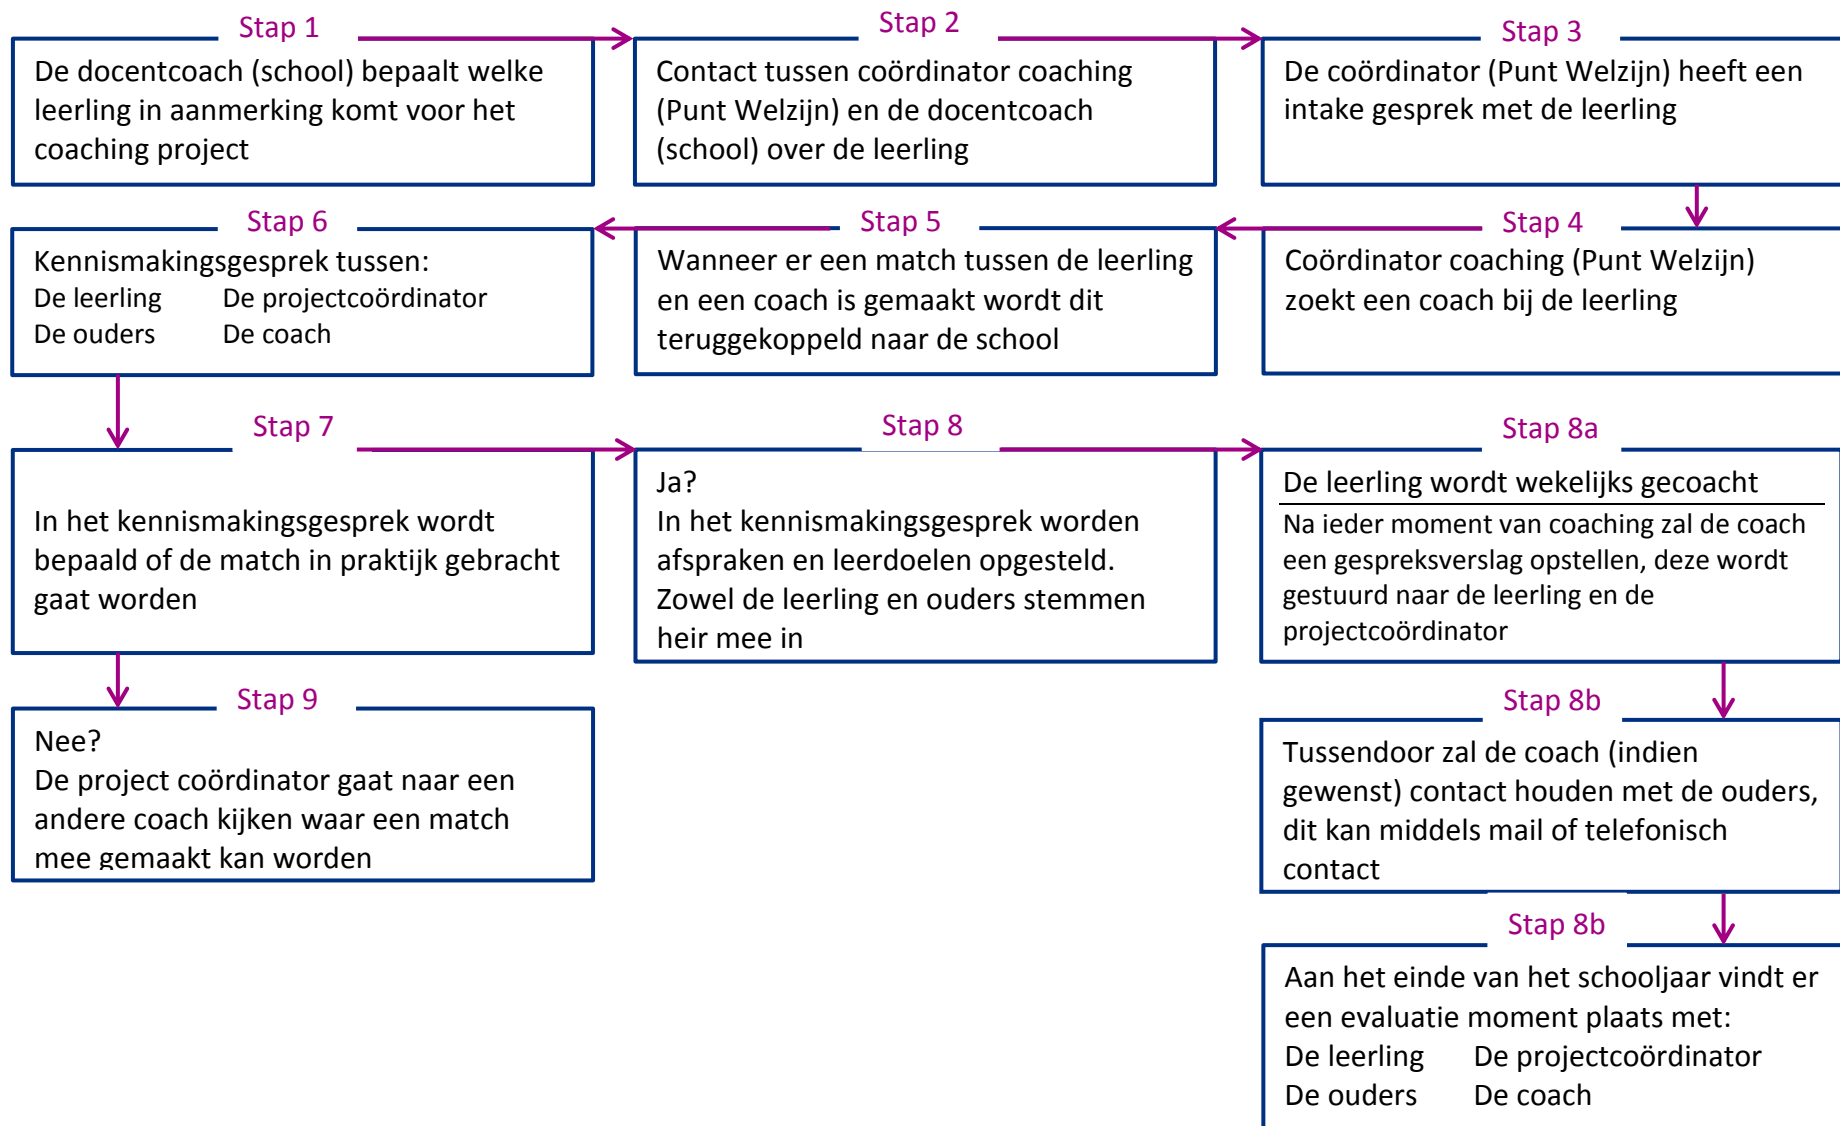 Stap 1
De docentcoach (school) bepaalt welke
leerling in aanmerking komt voor het
coaching project
Stap 2
Contact tussen coördinator coaching
(Punt Welzijn) en de docentcoach
(school) over de leerling
Stap 3
De coördinator (Punt Welzijn) heeft een
intake gesprek met de leerling
Stap 4
Coördinator coaching (Punt Welzijn)
zoekt een coach bij de leerling
Stap 5
Wanneer er een match tussen de leerling
en een coach is gemaakt wordt dit
teruggekoppeld naar de school
Stap 6
Kennismakingsgesprek tussen:
De leerling De projectcoördinator
De ouders De coach
Stap 7
In het kennismakingsgesprek wordt
bepaald of de match in praktijk gebracht
gaat worden
Stap 8
Ja?
In het kennismakingsgesprek worden
afspraken en leerdoelen opgesteld.
Zowel de leerling en ouders stemmen
heir mee in
Stap 8a
De leerling wordt wekelijks gecoacht
Na ieder moment van coaching zal de coach
een gespreksverslag opstellen, deze wordt
gestuurd naar de leerling en de
projectcoördinator
Stap 8b
Tussendoor zal de coach (indien
gewenst) contact houden met de ouders,
dit kan middels mail of telefonisch
contact
Stap 8b
Aan het einde van het schooljaar vindt er
een evaluatie moment plaats met:
De leerling De projectcoördinator
De ouders De coach
Stap 9
Nee?
De project coördinator gaat naar een
andere coach kijken waar een match
mee gemaakt kan worden